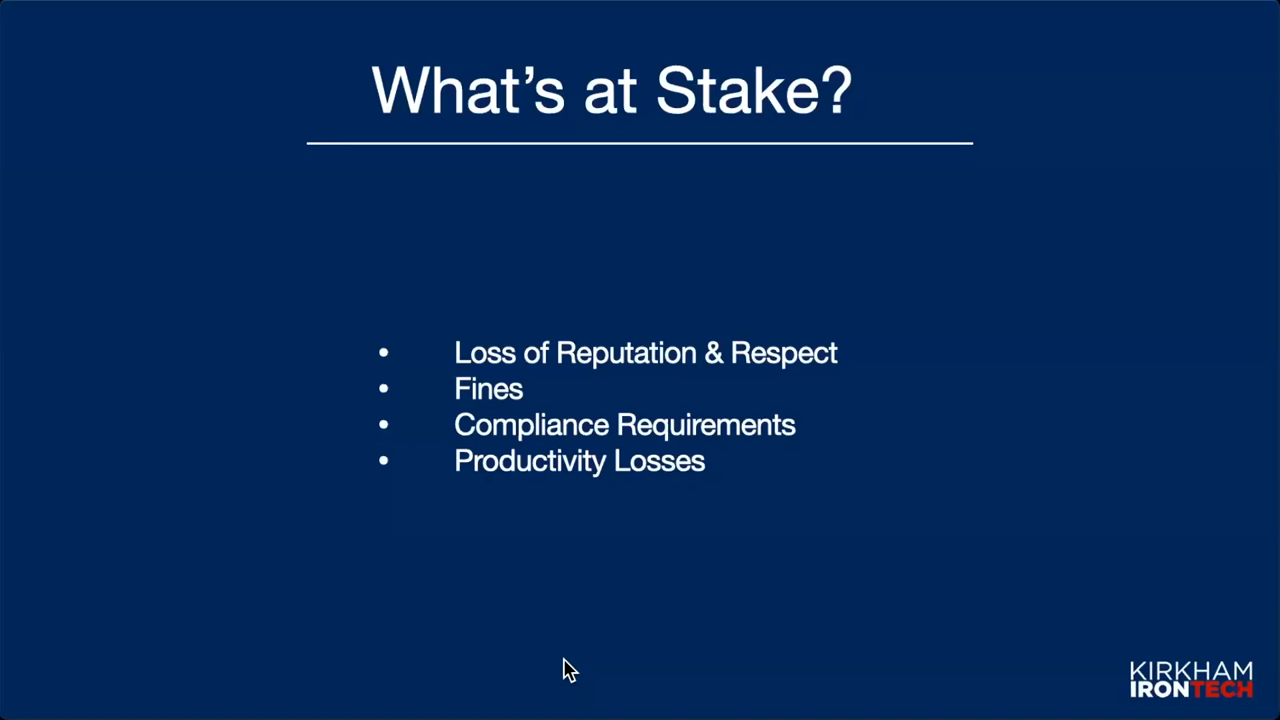 What’s at Stake?
• Loss of Reputation & Respect
• Fines
• Compliance Requirements
• Productivity Losses
KIRKHAM
IRONTECH